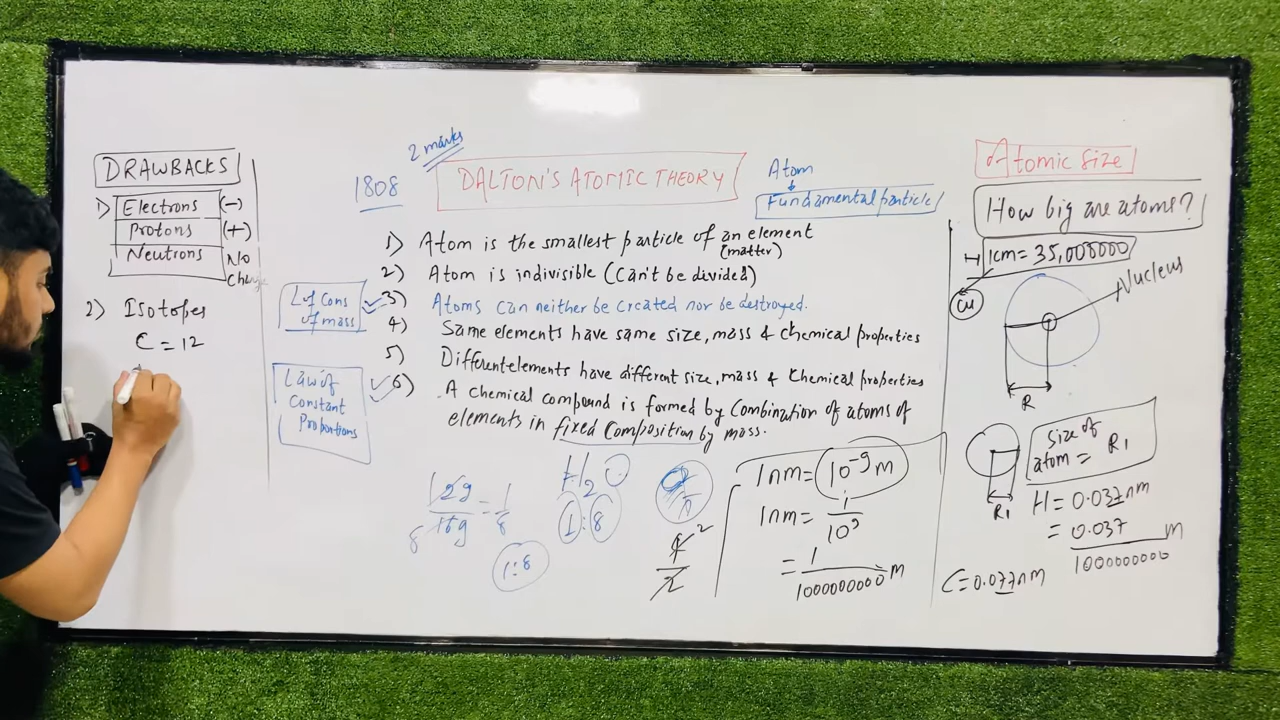 DRAWBACKS
1) Electrons (-)
Protons (+)
Neutrons No
Charge
2) Isotopes
C = 12
2 marks
1808
DALTON'S ATOMIC THEORY
Atom
↓
Fundamental particle
1) Atom is the smallest particle of an element
(matter)
2) Atom is indivisible (Can't be divided)
L of Cons
of mass
3) Atoms can neither be created nor be destroyed.
4) Same elements have same size, mass & chemical properties
5) Different elements have different size, mass & chemical properties
Law of
Constant
Proportions
6) A chemical compound is formed by combination of atoms of
elements in fixed composition by mass.
H2O
1:8
1:8
1nm = 10⁻⁹ m
1nm = 1
10⁹
= 1
1000000000 m
Atomic Size
How big are atoms?
1cm = 35,000000
Cu
Nucleus
R
Size of
atom = R1
R1
H = 0.037nm
= 0.037 m
1000000000
C = 0.077nm